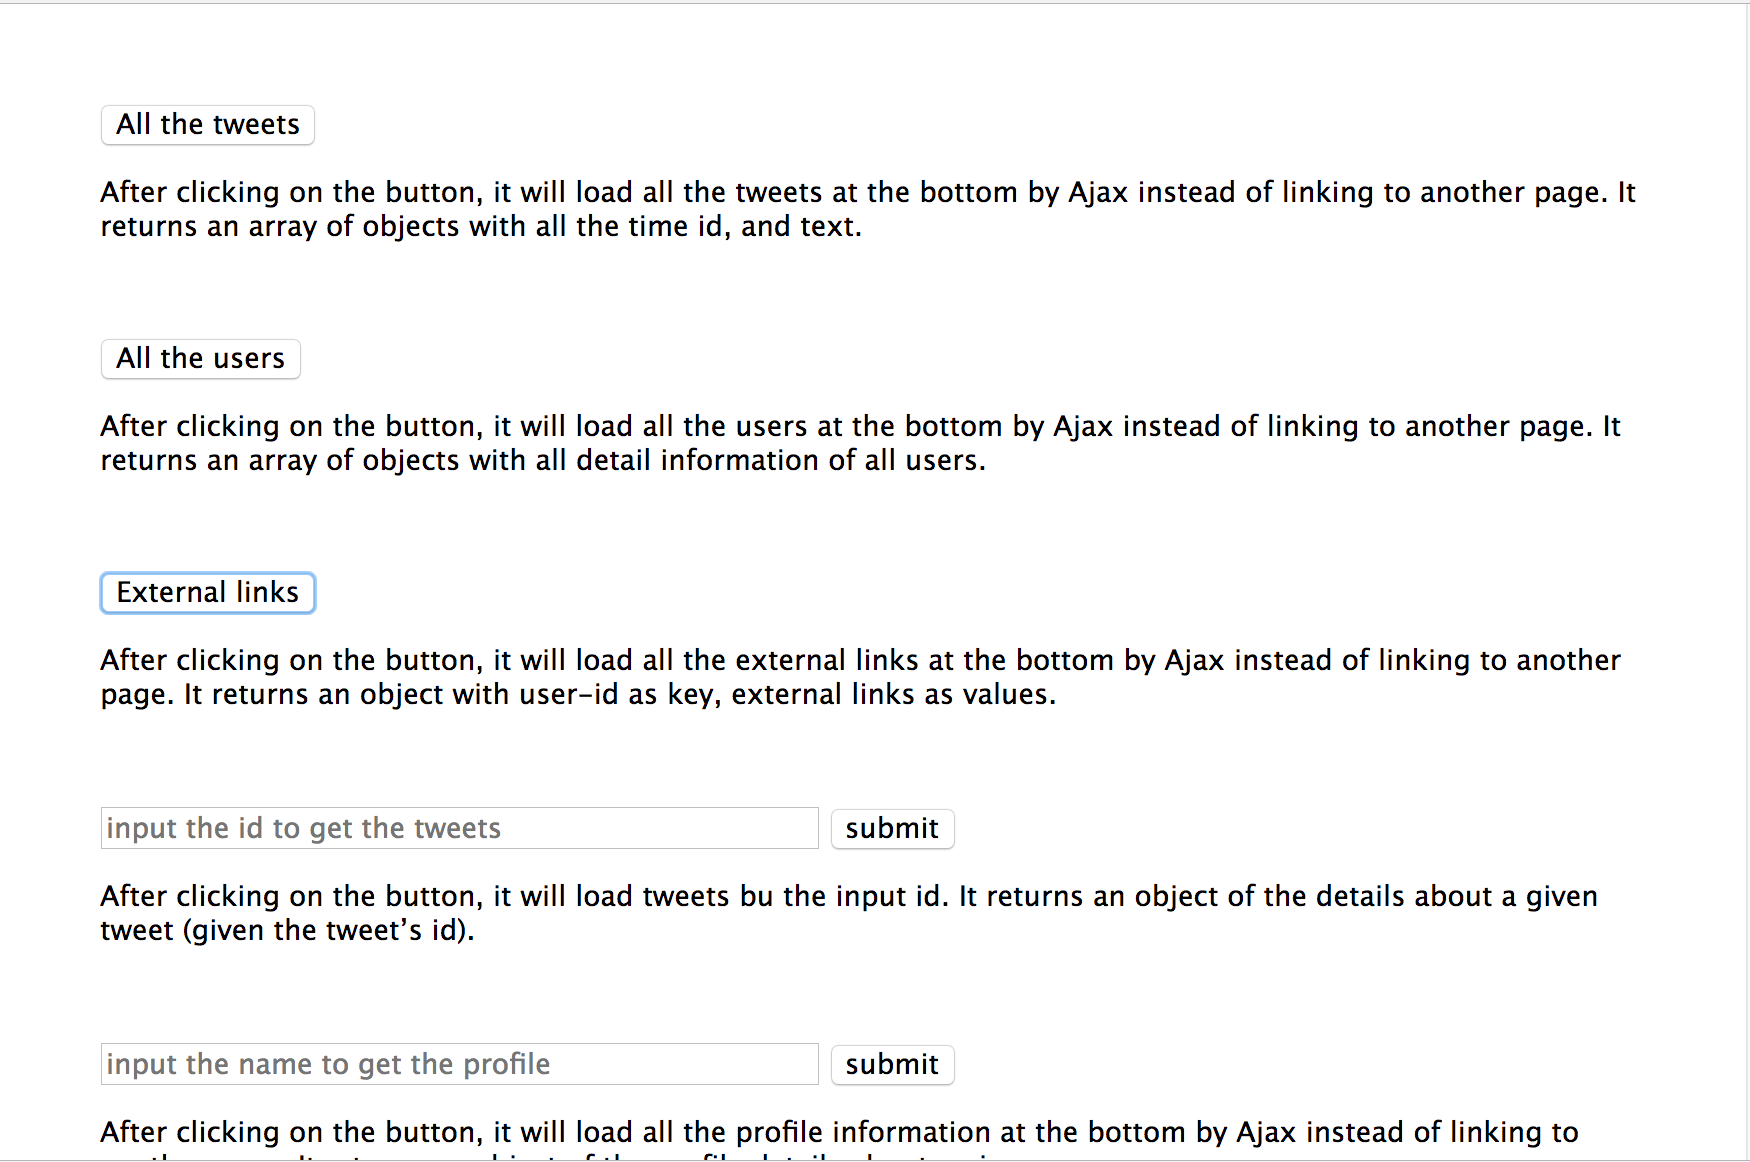 All the tweets
After clicking on the button, it will load all the tweets at the bottom by Ajax instead of linking to another page. It
returns an array of objects with all the time id, and text.
All the users
After clicking on the button, it will load all the users at the bottom by Ajax instead of linking to another page. It
returns an array of objects with all detail information of all users.
External links
After clicking on the button, it will load all the external links at the bottom by Ajax instead of linking to another
page. It returns an object with user-id as key, external links as values.
input the id to get the tweets submit
After clicking on the button, it will load tweets bu the input id. It returns an object of the details about a given
tweet (given the tweet’s id).
input the name to get the profile submit
After clicking on the button, it will load all the profile information at the bottom by Ajax instead of linking to